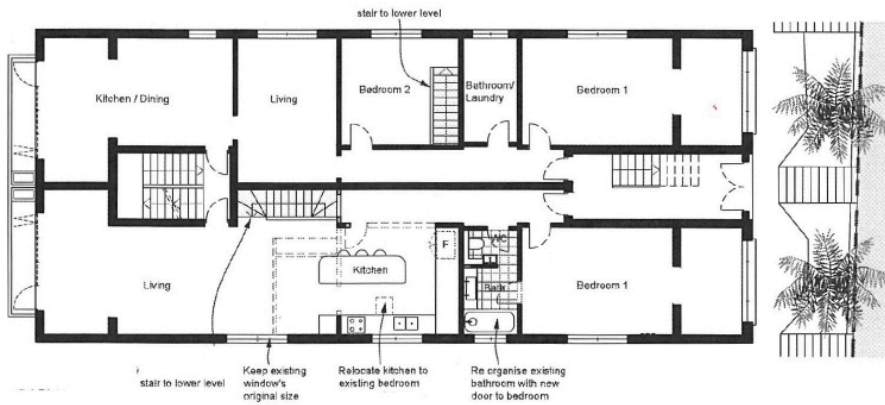 stair to lower level
Kitchen / Dining
Living
Bedroom 2
Bathroom/
Laundry
Bedroom 1
Living
Kitchen
F
WC
Bath
Bedroom 1
stair to lower level
Keep existing
window's
original size
Relocate kitchen to
existing bedroom
Re organise existing
bathroom with new
door to bedroom